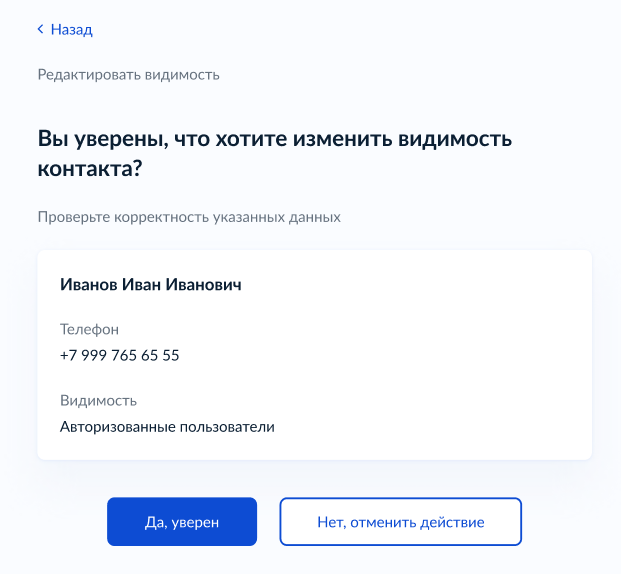 Назад
Редактировать видимость
Вы уверены, что хотите изменить видимость
контакта?
Проверьте корректность указанных данных
Иванов Иван Иванович
Телефон
+7 999 765 65 55
Видимость
Авторизованные пользователи
Да, уверен
Нет, отменить действие